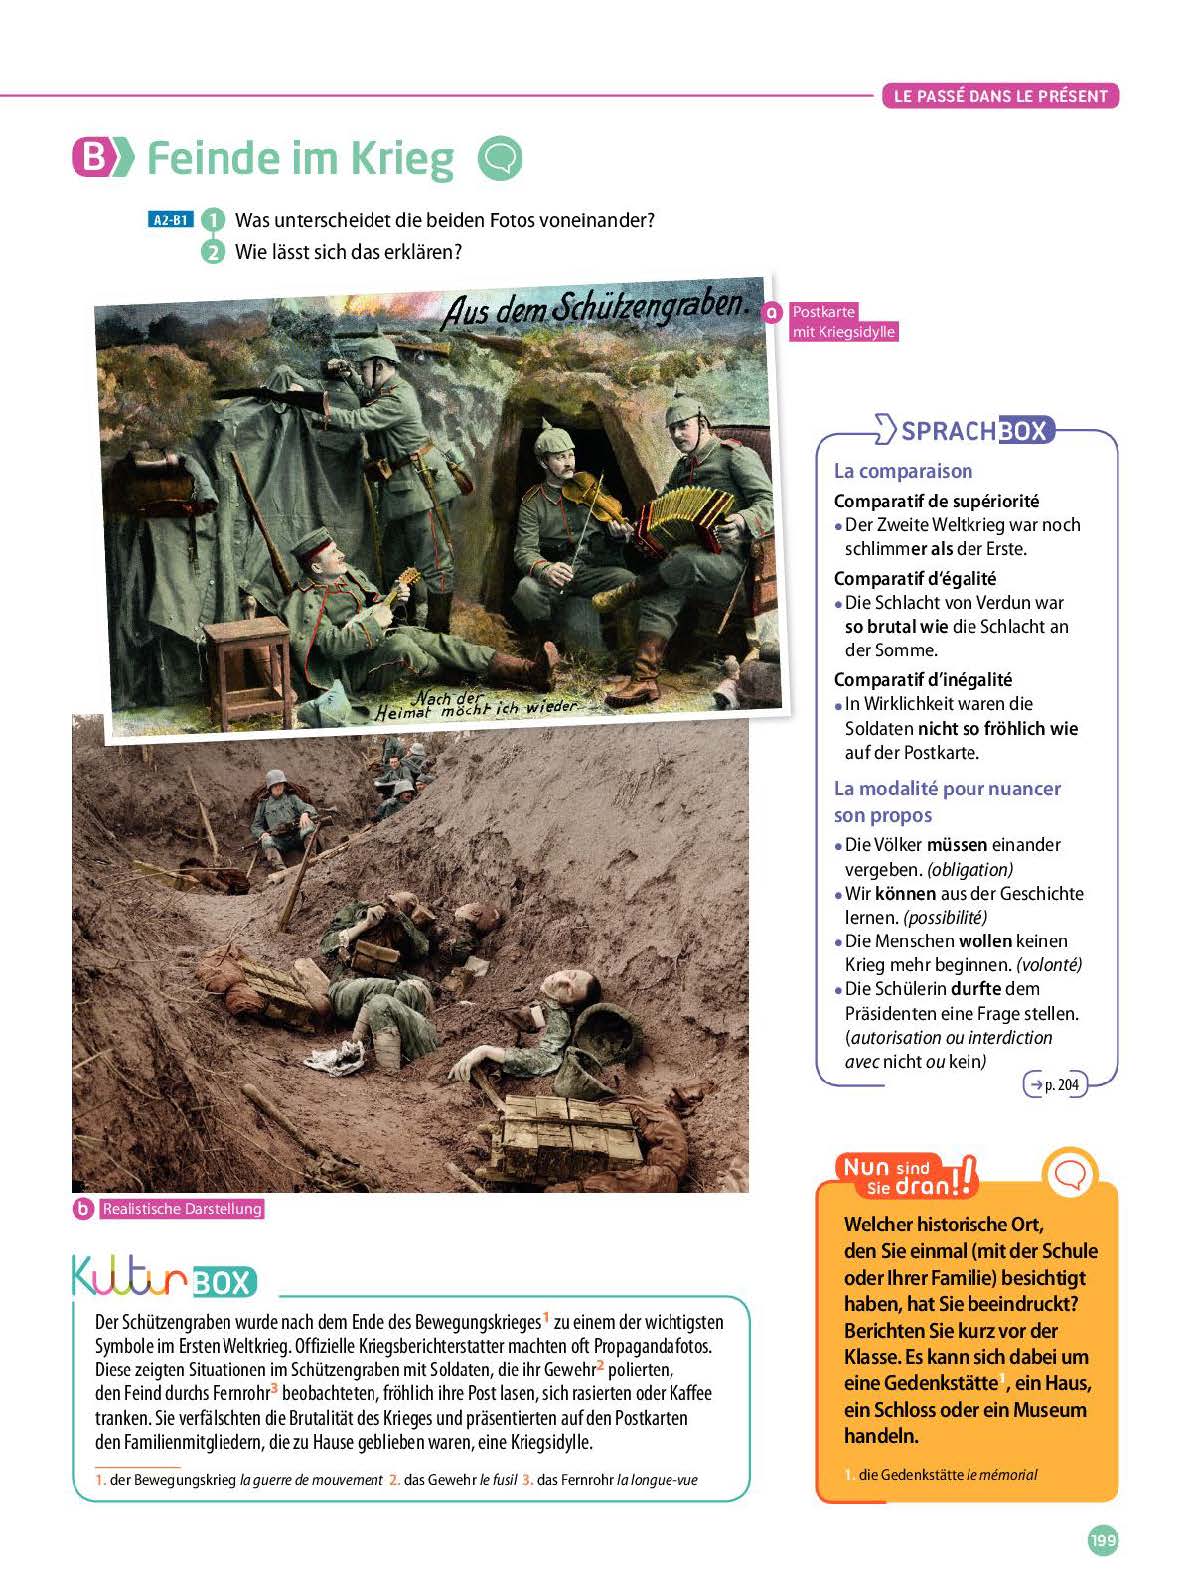 LE PASSÉ DANS LE PRÉSENT
B Feinde im Krieg
A2-B1 1 Was unterscheidet die beiden Fotos voneinander?
2 Wie lässt sich das erklären?
Aus dem Schützengraben.
Nach der
Heimat möcht ich wieder
a Postkarte
mit Kriegsidylle
b Realistische Darstellung
KulturBOX
Der Schützengraben wurde nach dem Ende des Bewegungskrieges1 zu einem der wichtigsten
Symbole im Ersten Weltkrieg. Offizielle Kriegsberichterstatter machten oft Propagandafotos.
Diese zeigten Situationen im Schützengraben mit Soldaten, die ihr Gewehr2 polierten,
den Feind durchs Fernrohr3 beobachteten, fröhlich ihre Post lasen, sich rasierten oder Kaffee
tranken. Sie verfälschten die Brutalität des Krieges und präsentierten auf den Postkarten
den Familienmitgliedern, die zu Hause geblieben waren, eine Kriegsidylle.
1. der Bewegungskrieg la guerre de mouvement 2. das Gewehr le fusil 3. das Fernrohr la longue-vue
SPRACHBOX
La comparaison
Comparatif de supériorité
• Der Zweite Weltkrieg war noch
schlimmer als der Erste.
Comparatif d'égalité
• Die Schlacht von Verdun war
so brutal wie die Schlacht an
der Somme.
Comparatif d'inégalité
• In Wirklichkeit waren die
Soldaten nicht so fröhlich wie
auf der Postkarte.
La modalité pour nuancer
son propos
• Die Völker müssen einander
vergeben. (obligation)
• Wir können aus der Geschichte
lernen. (possibilité)
• Die Menschen wollen keinen
Krieg mehr beginnen. (volonté)
• Die Schülerin durfte dem
Präsidenten eine Frage stellen.
(autorisation ou interdiction
avec nicht ou kein)
→ p. 204
Nun sind
Sie dran!!
Welcher historische Ort,
den Sie einmal (mit der Schule
oder Ihrer Familie) besichtigt
haben, hat Sie beeindruckt?
Berichten Sie kurz vor der
Klasse. Es kann sich dabei um
eine Gedenkstätte1, ein Haus,
ein Schloss oder ein Museum
handeln.
1. die Gedenkstätte le mémorial
199